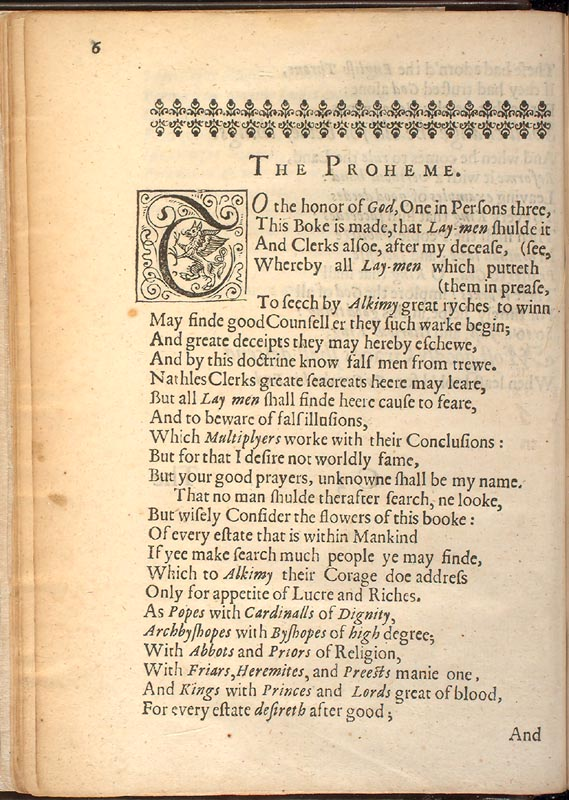 6
THE PROHEME.
TO the honor of God, One in Persons three,
This Boke is made, that Lay-men shulde it
And Clerks alsoe, after my decease, (see,
Whereby all Lay-men which putteth
(them in prease,
To seech by Alkimy great ryches to winn
May finde good Counsell er they such warke begin;
And greate deceipts they may hereby eschewe,
And by this doctrine know fals men from trewe.
Nathles Clerks greate seacreats heere may leare,
But all Lay men shall finde heere cause to feare,
And to beware of fals illusions,
Which Multiplyers worke with their Conclusions :
But for that I desire not worldly fame,
But your good prayers, unknowne shall be my name.
That no man shulde therafter search, ne looke,
But wisely Consider the flowers of this booke :
Of every estate that is within Mankind
If yee make search much people ye may finde,
Which to Alkimy their Corage doe address
Only for appetite of Lucre and Riches.
As Popes with Cardinalls of Dignity,
Archbyshopes with Byshopes of high degree;
With Abbots and Priors of Religion,
With Friars, Heremites, and Preests manie one,
And Kings with Princes and Lords great of blood,
For every estate desireth after good ;
And